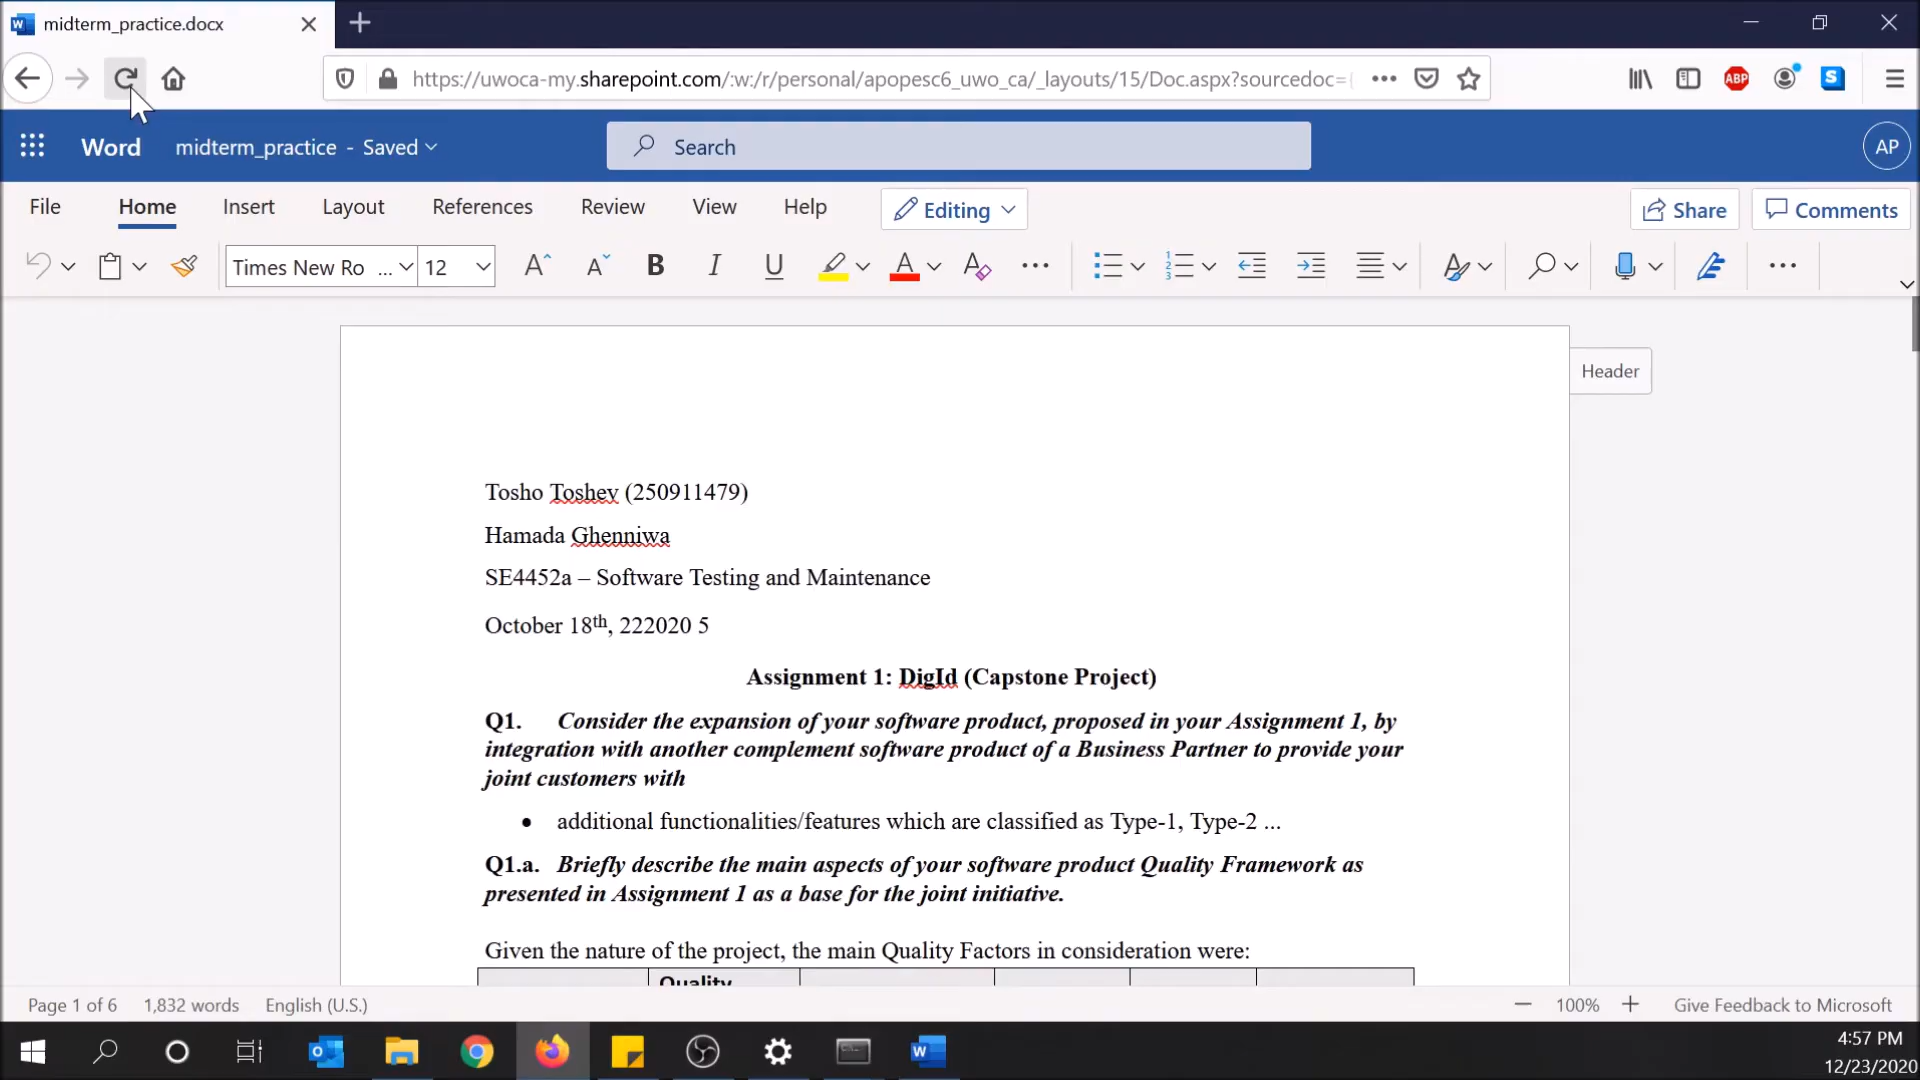 midterm_practice.docx
https://uwoca-my.sharepoint.com/:w:/r/personal/apopesc6_uwo_ca/_layouts/15/Doc.aspx?sourcedoc=
ABP
S
Word midterm_practice - Saved
Search
AP
File Home Insert Layout References Review View Help Editing Share Comments
Times New Ro ... 12 A A B I U A A
Header
Tosho Toshev (250911479)
Hamada Ghenniwa
SE4452a – Software Testing and Maintenance
October 18th, 222020 5
Assignment 1: DigId (Capstone Project)
Q1. Consider the expansion of your software product, proposed in your Assignment 1, by
integration with another complement software product of a Business Partner to provide your
joint customers with
• additional functionalities/features which are classified as Type-1, Type-2 ...
Q1.a. Briefly describe the main aspects of your software product Quality Framework as
presented in Assignment 1 as a base for the joint initiative.
Given the nature of the project, the main Quality Factors in consideration were:
Quality
Page 1 of 6 1,832 words English (U.S.) 100% Give Feedback to Microsoft
4:57 PM
12/23/2020